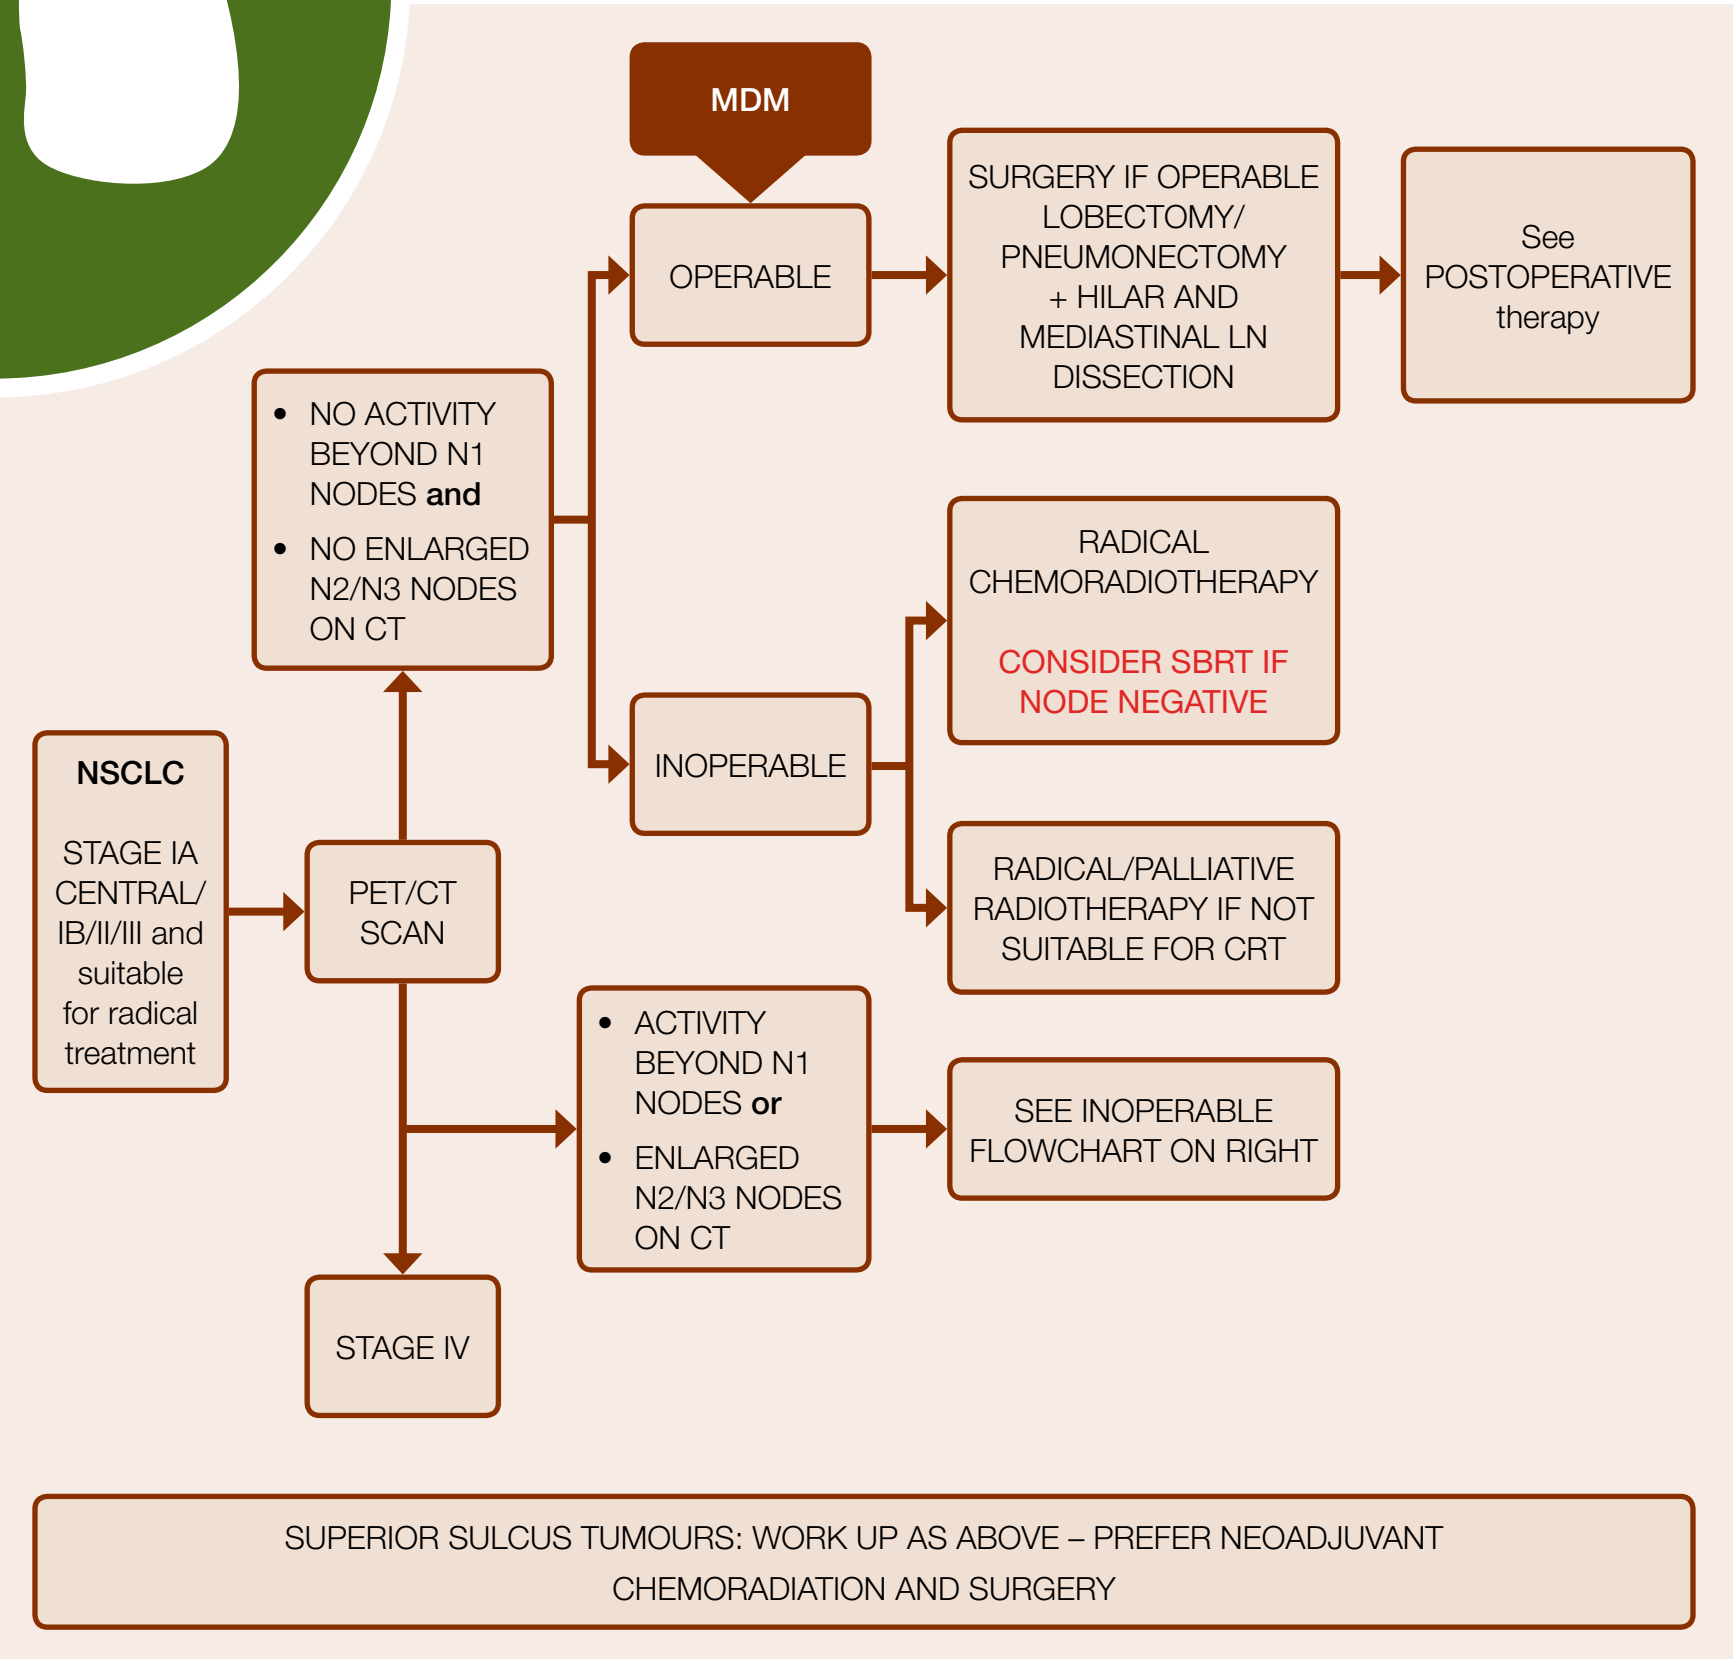 MDM
OPERABLE
SURGERY IF OPERABLE
LOBECTOMY/
PNEUMONECTOMY
+ HILAR AND
MEDIASTINAL LN
DISSECTION
See
POSTOPERATIVE
therapy
• NO ACTIVITY
BEYOND N1
NODES and
• NO ENLARGED
N2/N3 NODES
ON CT
RADICAL
CHEMORADIOTHERAPY
CONSIDER SBRT IF
NODE NEGATIVE
INOPERABLE
RADICAL/PALLIATIVE
RADIOTHERAPY IF NOT
SUITABLE FOR CRT
NSCLC
STAGE IA
CENTRAL/
IB/II/III and
suitable
for radical
treatment
PET/CT
SCAN
• ACTIVITY
BEYOND N1
NODES or
• ENLARGED
N2/N3 NODES
ON CT
SEE INOPERABLE
FLOWCHART ON RIGHT
STAGE IV
SUPERIOR SULCUS TUMOURS: WORK UP AS ABOVE – PREFER NEOADJUVANT
CHEMORADIATION AND SURGERY